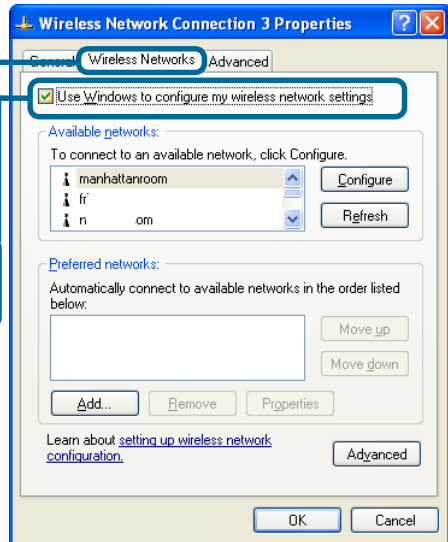 Wireless Network Connection 3 Properties
General Wireless Networks Advanced
Use Windows to configure my wireless network settings
Available networks:
To connect to an available network, click Configure.
manhattanroom
Configure
fr
n om
Refresh
Preferred networks:
Automatically connect to available networks in the order listed
below:
Move up
Move down
Add... Remove Properties
Learn about setting up wireless network
configuration.
Advanced
OK Cancel